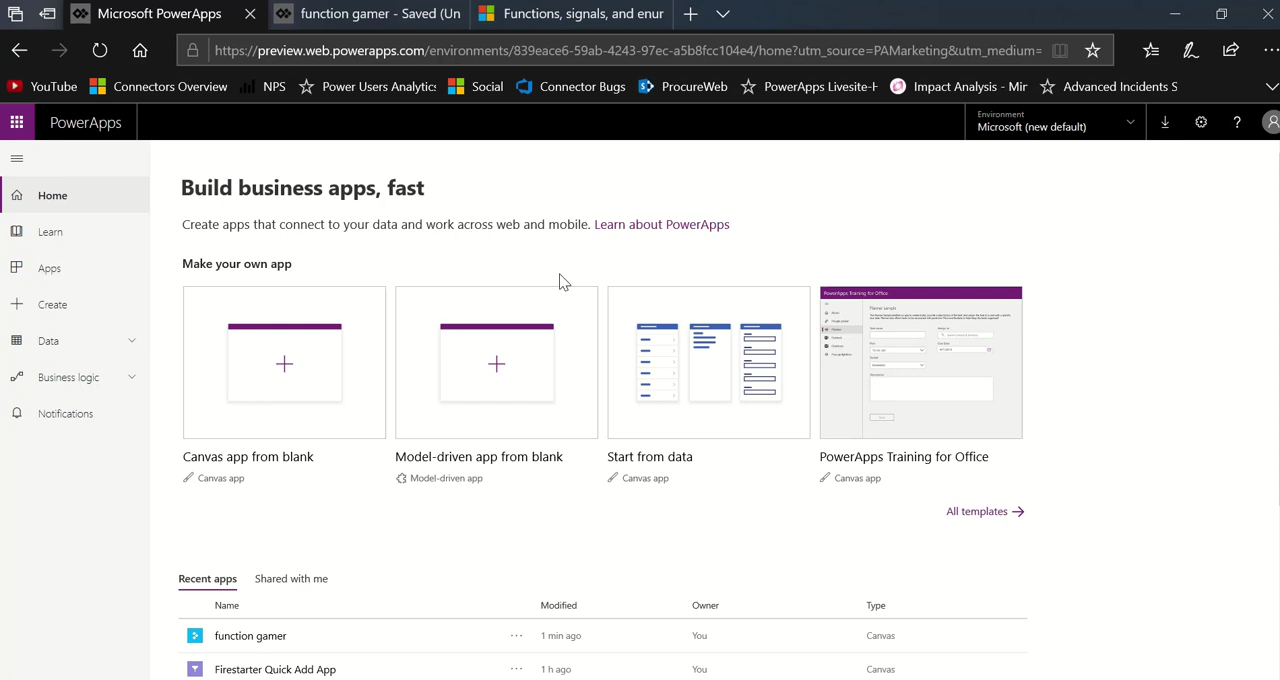 Microsoft PowerApps
function gamer - Saved (Un
Functions, signals, and enur
https://preview.web.powerapps.com/environments/839eace6-59ab-4243-97ec-a5b8fcc104e4/home?utm_source=PAMarketing&utm_medium=
YouTube
Connectors Overview
NPS
Power Users Analytics
Social
Connector Bugs
ProcureWeb
PowerApps Livesite-H
Impact Analysis - Mir
Advanced Incidents S
PowerApps
Environment
Microsoft (new default)
?
Home
Learn
Apps
Create
Data
Business logic
Notifications
Build business apps, fast
Create apps that connect to your data and work across web and mobile. Learn about PowerApps
Make your own app
PowerApps Training for Office
Canvas app from blank
Canvas app
Model-driven app from blank
Model-driven app
Start from data
Canvas app
PowerApps Training for Office
Canvas app
All templates
Recent apps
Shared with me
Name
Modified
Owner
Type
function gamer
1 min ago
You
Canvas
Firestarter Quick Add App
1 h ago
You
Canvas